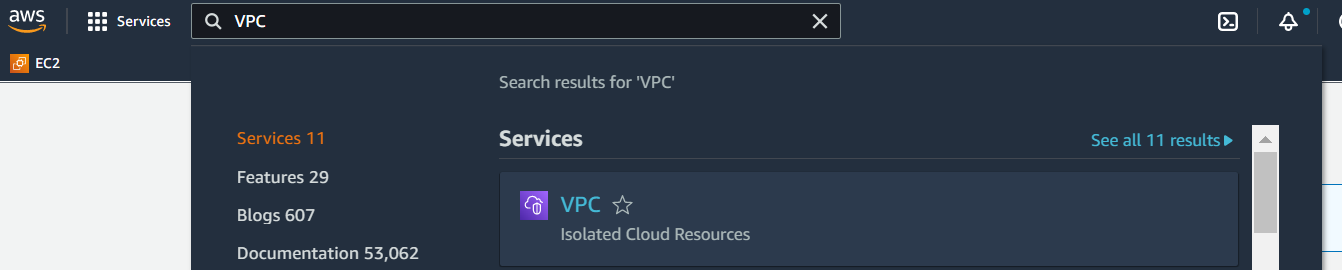 aws
Services
VPC
EC2
Search results for 'VPC'
Services 11
Features 29
Blogs 607
Documentation 53,062
Services
See all 11 results
VPC
Isolated Cloud Resources